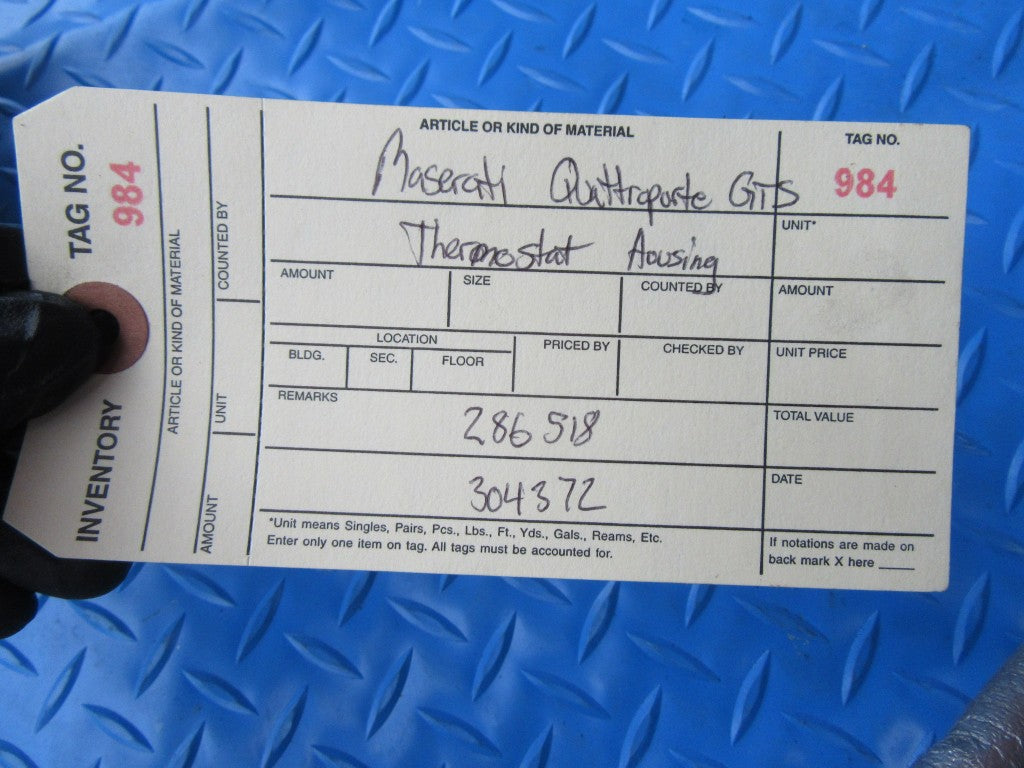 TAG NO.
984
INVENTORY
ARTICLE OR KIND OF MATERIAL
COUNTED BY
UNIT
AMOUNT
ARTICLE OR KIND OF MATERIAL
Maserati Quattroporte GTS
Thermostat Housing
TAG NO.
984
UNIT*
AMOUNT
SIZE
COUNTED BY
AMOUNT
LOCATION
BLDG.
SEC.
FLOOR
PRICED BY
CHECKED BY
UNIT PRICE
REMARKS
286518
TOTAL VALUE
304372
DATE
*Unit means Singles, Pairs, Pcs., Lbs., Ft., Yds., Gals., Reams, Etc.
Enter only one item on tag. All tags must be accounted for.
If notations are made on
back mark X here _____